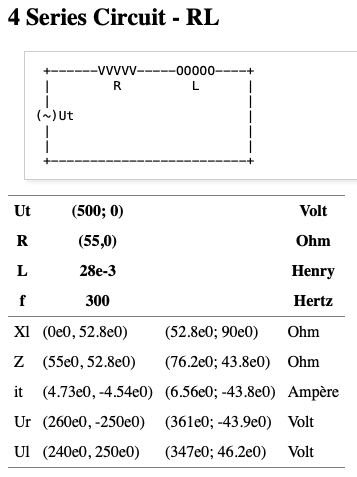 4 Series Circuit - RL
+------VVVVV-----OOOOO----+
| R L |
| |
(~)Ut |
| |
| |
+-------------------------+
Ut (500; 0) Volt
R (55,0) Ohm
L 28e-3 Henry
f 300 Hertz
Xl (0e0, 52.8e0) (52.8e0; 90e0) Ohm
Z (55e0, 52.8e0) (76.2e0; 43.8e0) Ohm
it (4.73e0, -4.54e0) (6.56e0; -43.8e0) Ampère
Ur (260e0, -250e0) (361e0; -43.9e0) Volt
Ul (240e0, 250e0) (347e0; 46.2e0) Volt